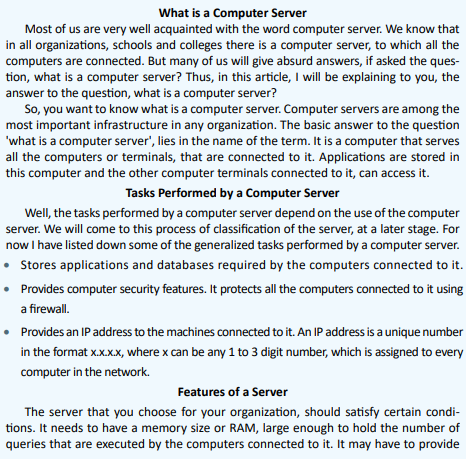 What is a Computer Server
Most of us are very well acquainted with the word computer server. We know that
in all organizations, schools and colleges there is a computer server, to which all the
computers are connected. But many of us will give absurd answers, if asked the ques-
tion, what is a computer server? Thus, in this article, I will be explaining to you, the
answer to the question, what is a computer server?
So, you want to know what is a computer server. Computer servers are among the
most important infrastructure in any organization. The basic answer to the question
'what is a computer server', lies in the name of the term. It is a computer that serves
all the computers or terminals, that are connected to it. Applications are stored in
this computer and the other computer terminals connected to it, can access it.
Tasks Performed by a Computer Server
Well, the tasks performed by a computer server depend on the use of the computer
server. We will come to this process of classification of the server, at a later stage. For
now I have listed down some of the generalized tasks performed by a computer server.
• Stores applications and databases required by the computers connected to it.
• Provides computer security features. It protects all the computers connected to it using
a firewall.
• Provides an IP address to the machines connected to it. An IP address is a unique number
in the format x.x.x.x, where x can be any 1 to 3 digit number, which is assigned to every
computer in the network.
Features of a Server
The server that you choose for your organization, should satisfy certain condi-
tions. It needs to have a memory size or RAM, large enough to hold the number of
queries that are executed by the computers connected to it. It may have to provide